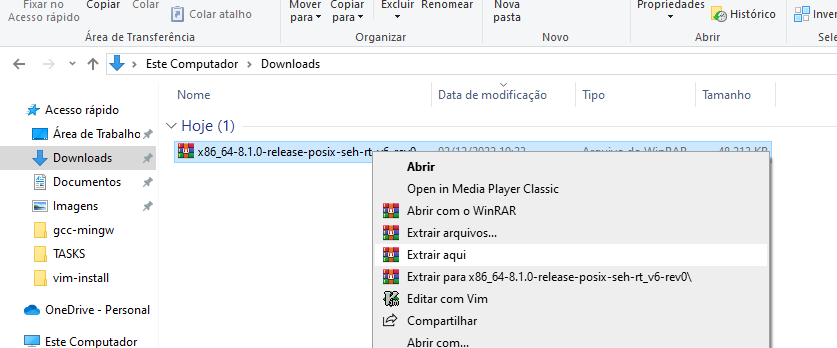 Fixar no
Acesso rápido
Copiar
Colar
Colar atalho
Mover
para
Copiar
para
Excluir
Renomear
Nova
pasta
Propriedades
Histórico
Inver
Área de Transferência
Organizar
Novo
Abrir
Sele
Este Computador > Downloads
Nome
Data de modificação
Tipo
Tamanho
Hoje (1)
x86_64-8.1.0-release-posix-seh-rt_v6-rev0
Acesso rápido
Área de Trabalho
Downloads
Documentos
Imagens
gcc-mingw
TASKS
vim-install
OneDrive - Personal
Este Computador
Abrir
Open in Media Player Classic
Abrir com o WinRAR
Extrair arquivos...
Extrair aqui
Extrair para x86_64-8.1.0-release-posix-seh-rt_v6-rev0\
Editar com Vim
Compartilhar
Abrir com...